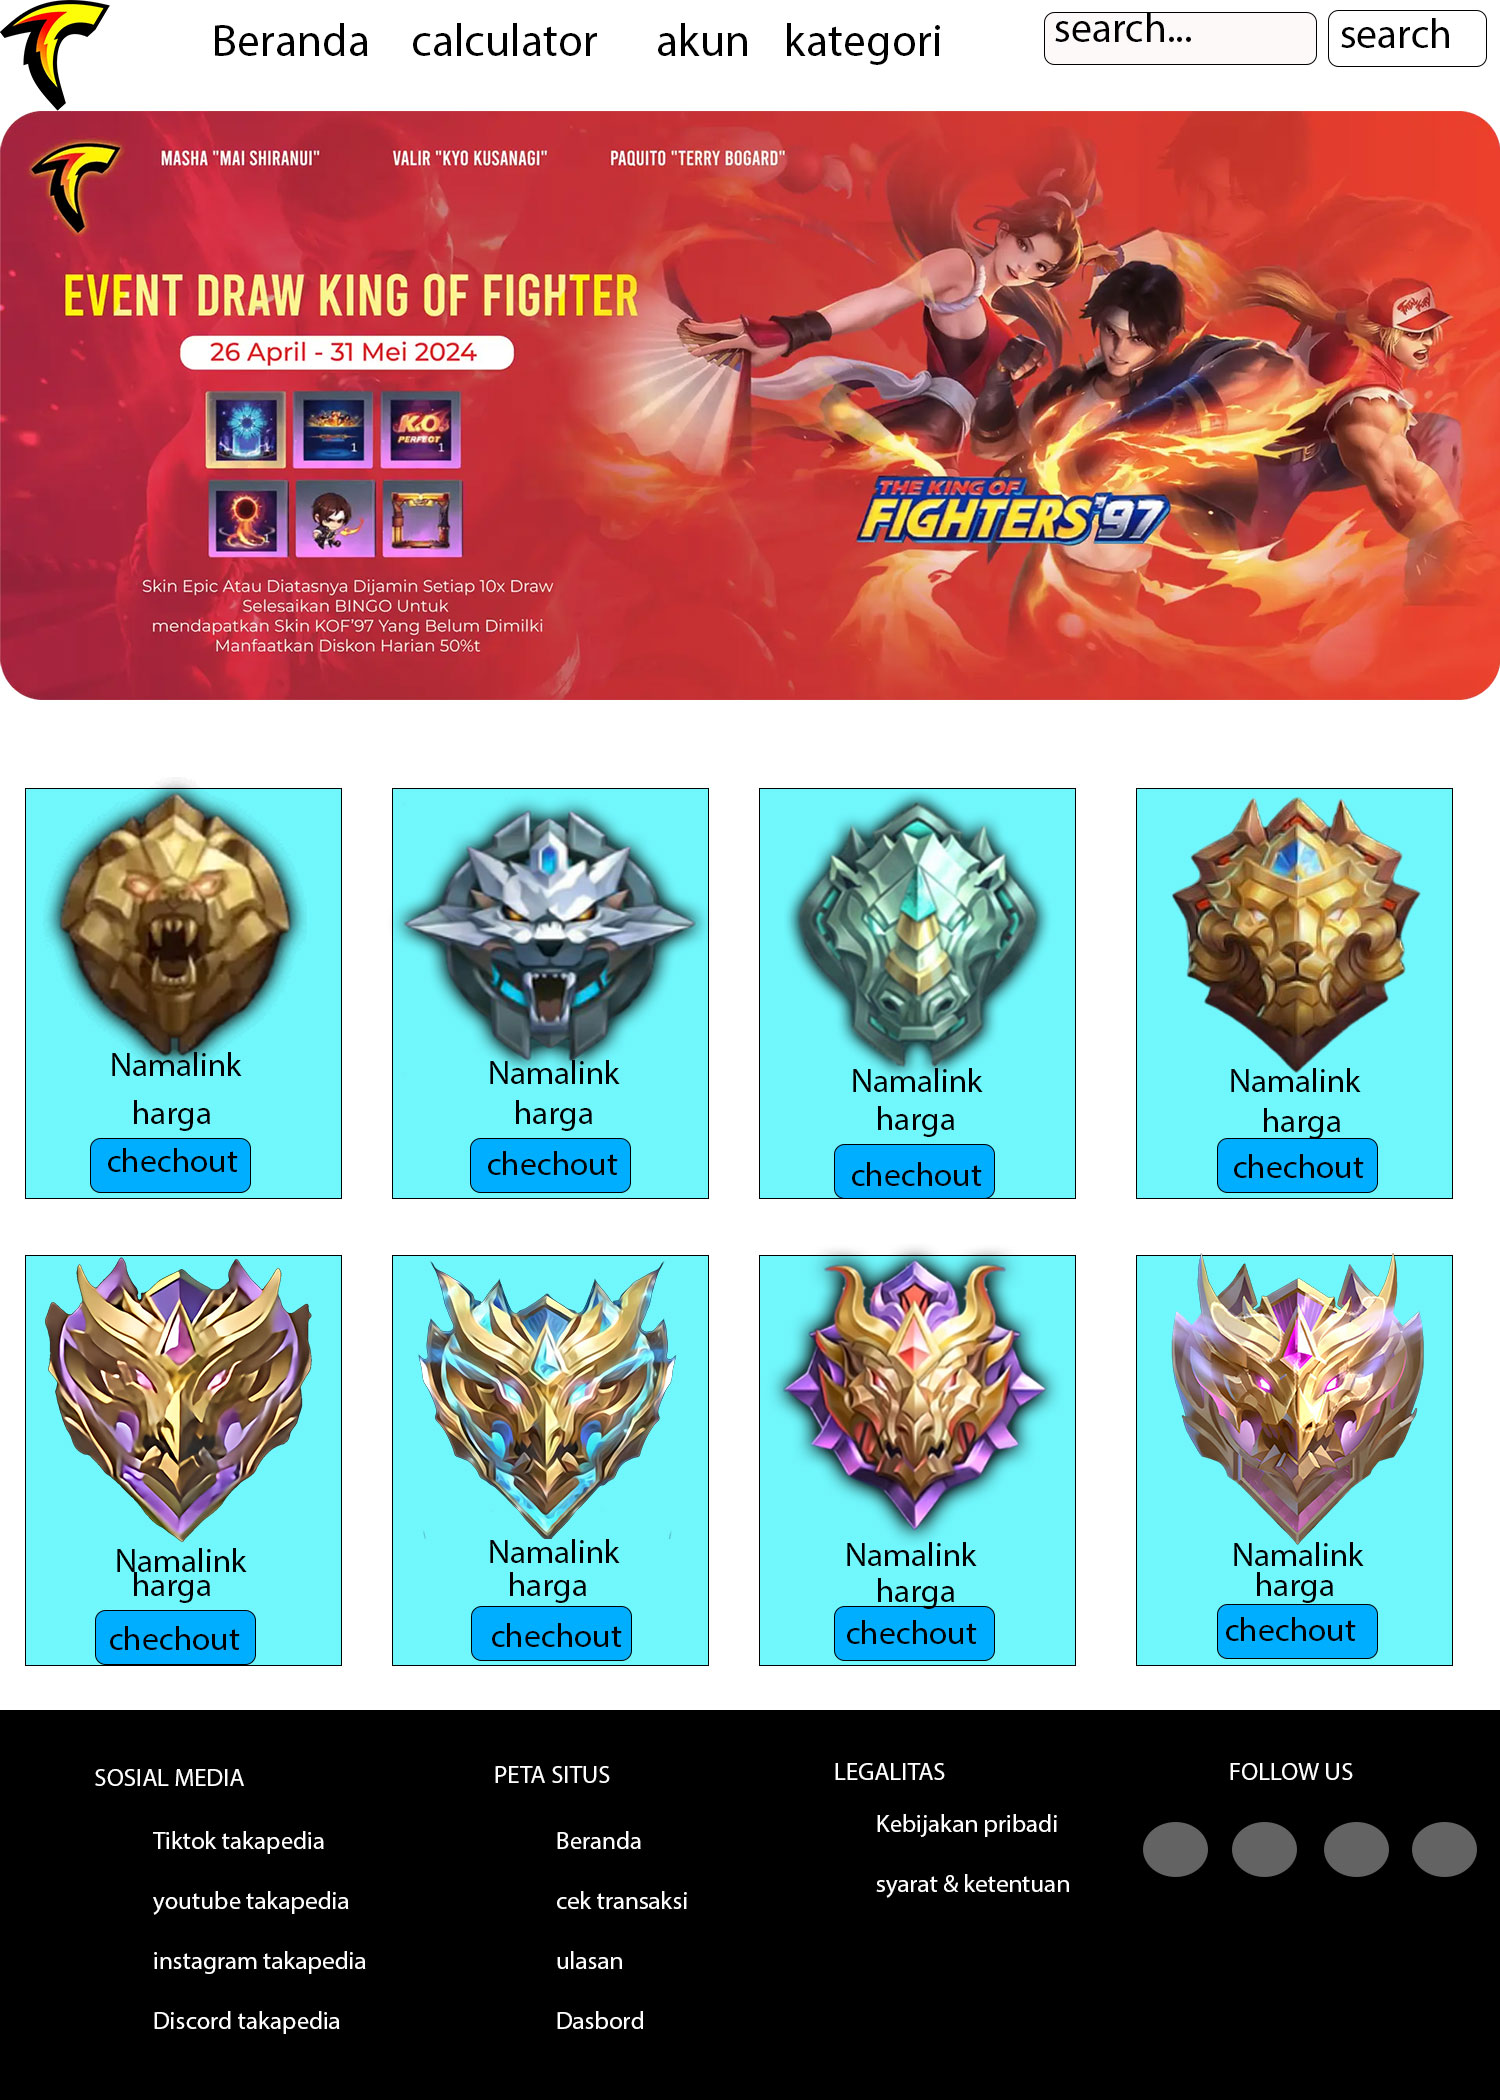 Beranda calculator akun kategori search... search
MASHA "MAI SHIRANUI" VALIR "KYO KUSANAGI" PAQUITO "TERRY BOGARD"
EVENT DRAW KING OF FIGHTER
26 April - 31 Mei 2024
1 1
K.O
PERFECT
1
1
Skin Epic Atau Diatasnya Dijamin Setiap 10x Draw
Selesaikan BINGO Untuk
mendapatkan Skin KOF'97 Yang Belum Dimilki
Manfaatkan Diskon Harian 50%t
THE KING OF
FIGHTERS'97
Namalink Namalink Namalink Namalink
harga harga harga harga
chechout chechout chechout chechout
Namalink Namalink Namalink Namalink
harga harga harga harga
chechout chechout chechout chechout
SOSIAL MEDIA
Tiktok takapedia
youtube takapedia
instagram takapedia
Discord takapedia
PETA SITUS
Beranda
cek transaksi
ulasan
Dasbord
LEGALITAS
Kebijakan pribadi
syarat & ketentuan
FOLLOW US